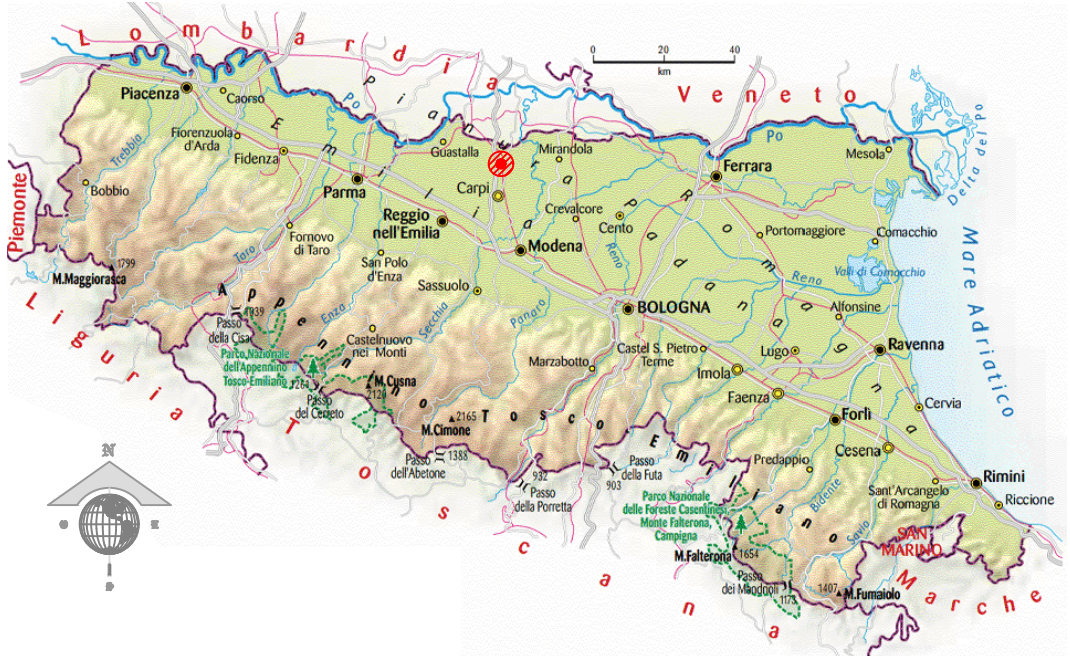 Lombardia
0 20 40
km
Veneto
Piacenza
Caorso
Po
Pianura Padana
Emilia
Romagna
Po
Delta del Po
Mesola
Trebbia
Fiorenzuola
d'Arda
Fidenza
Guastalla
Mirandola
Ferrara
Bobbio
Parma
Carpi
Crevalcore
Cento
Piemonte
Reggio
nell'Emilia
Modena
Portomaggiore
Comacchio
Fornovo
di Taro
Taro
San Polo
d'Enza
Reno
Reno
Valli di Comacchio
Mare Adriatico
1799
M.Maggiorasca
Sassuolo
Liguria
Appennino Tosco Emiliano
Enza
Secchia
Panaro
BOLOGNA
Alfonsine
1039
Passo
della Cisa
Castelnuovo
nei Monti
Marzabotto
Castel S. Pietro
Terme
Lugo
Ravenna
Parco Nazionale
dell'Appennino
Tosco-Emiliano
1261
Passo
del Cerreto
M.Cusna
2120
Imola
Faenza
Cervia
2165
M.Cimone
Forlì
Toscana
1388
Passo
dell'Abetone
932
Passo
della Porretta
903
Passo
della Futa
Predappio
Cesena
Bidente
Savio
Sant'Arcangelo
di Romagna
Rimini
Riccione
Parco Nazionale
delle Foreste Casentinesi,
Monte Falterona,
Campigna
SAN
MARINO
M.Falterona
1654
Passo
dei Mandrioli
1173
1407
M.Fumaiolo
Marche
N
O E